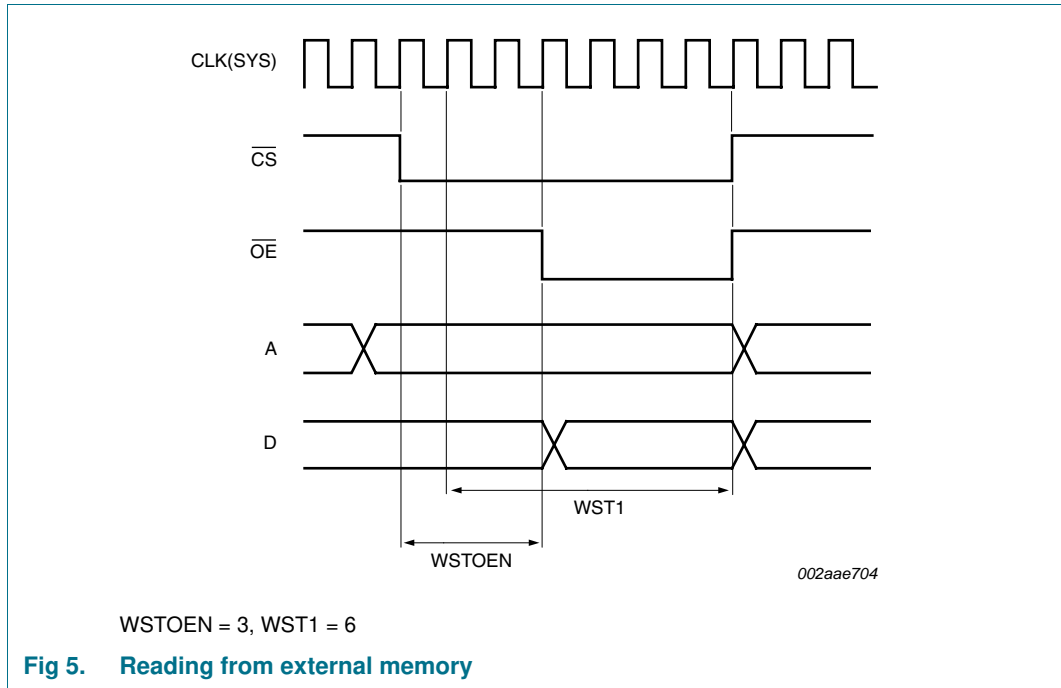 CLK(SYS)
CS
OE
A
D
WST1
WSTOEN
002aae704
WSTOEN = 3, WST1 = 6
Fig 5. Reading from external memory